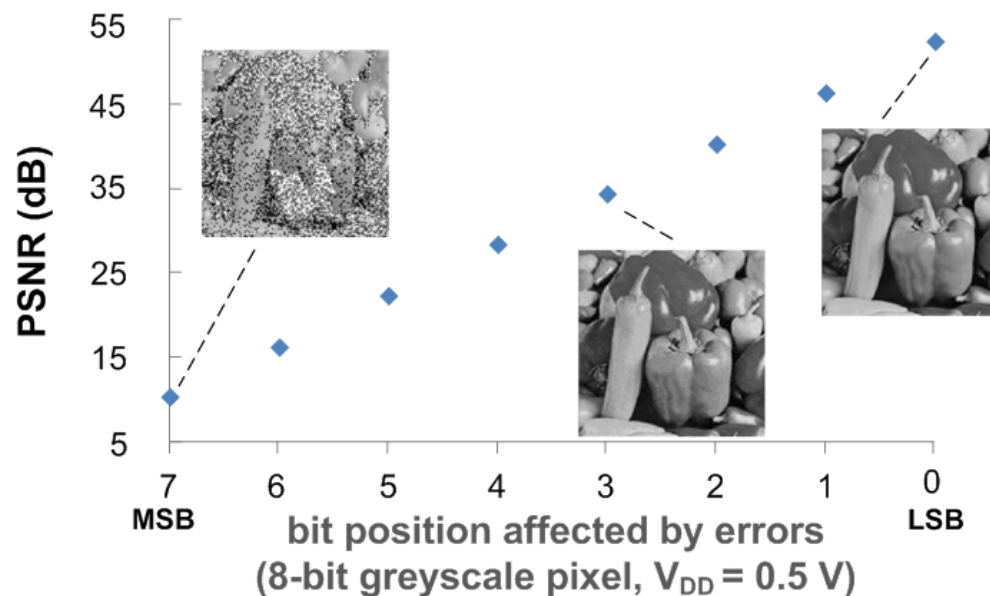 PSNR (dB)
55
45
35
25
15
5
7 6 5 4 3 2 1 0
MSB LSB
bit position affected by errors
(8-bit greyscale pixel, VDD = 0.5 V)